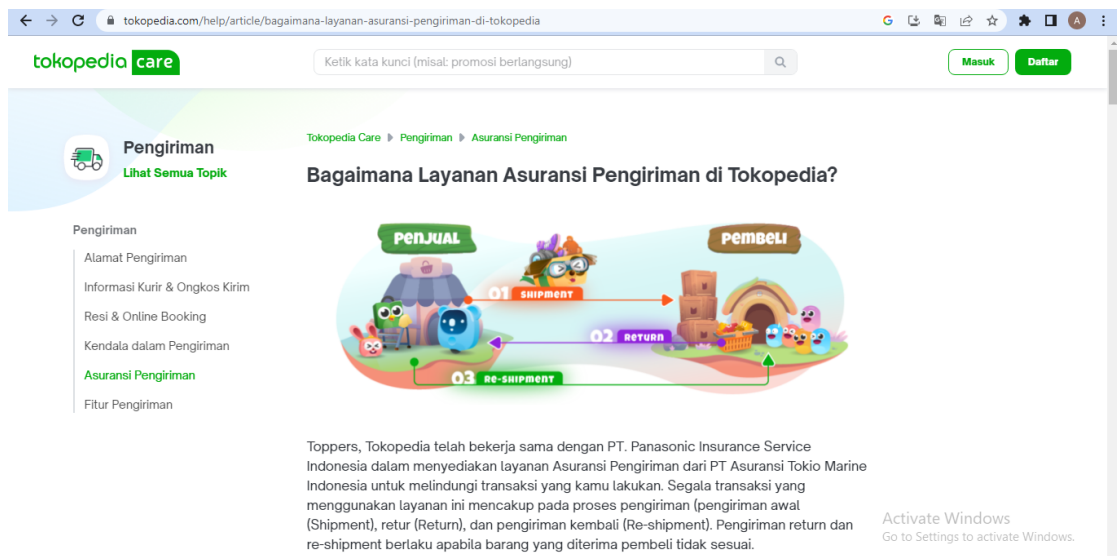 tokopedia.com/help/article/bagaimana-layanan-asuransi-pengiriman-di-tokopedia
G
A
tokopedia care
Ketik kata kunci (misal: promosi berlangsung)
Masuk
Daftar
Pengiriman
Lihat Semua Topik
Tokopedia Care
Pengiriman
Asuransi Pengiriman
Bagaimana Layanan Asuransi Pengiriman di Tokopedia?
Pengiriman
Alamat Pengiriman
Informasi Kurir & Ongkos Kirim
Resi & Online Booking
Kendala dalam Pengiriman
Asuransi Pengiriman
Fitur Pengiriman
PENJUAL
PEMBELI
01 SHIPMENT
02 RETURN
03 RE-SHIPMENT
Toppers, Tokopedia telah bekerja sama dengan PT. Panasonic Insurance Service
Indonesia dalam menyediakan layanan Asuransi Pengiriman dari PT Asuransi Tokio Marine
Indonesia untuk melindungi transaksi yang kamu lakukan. Segala transaksi yang
menggunakan layanan ini mencakup pada proses pengiriman (pengiriman awal
(Shipment), retur (Return), dan pengiriman kembali (Re-shipment). Pengiriman return dan
re-shipment berlaku apabila barang yang diterima pembeli tidak sesuai.
Activate Windows
Go to Settings to activate Windows.